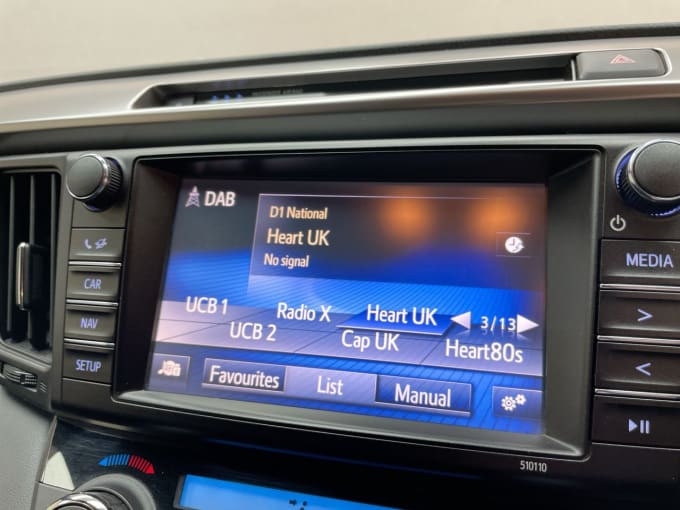 DAB
D1 National
Heart UK
No signal
UCB 1
Radio X
Heart UK
3/13
UCB 2
Cap UK
Heart80s
Favourites
List
Manual
CAR
NAV
SETUP
MEDIA
510110